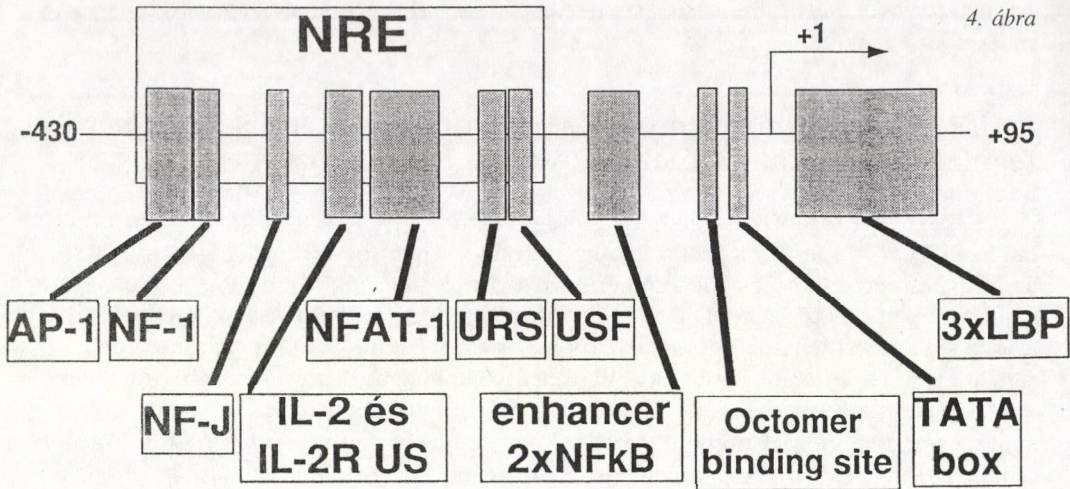 4. ábra
NRE
+1
-430
+95
AP-1
NF-1
NFAT-1
URS
USF
3xLBP
NF-J
IL-2 és
IL-2R US
enhancer
2xNFkB
Octomer
binding site
TATA
box